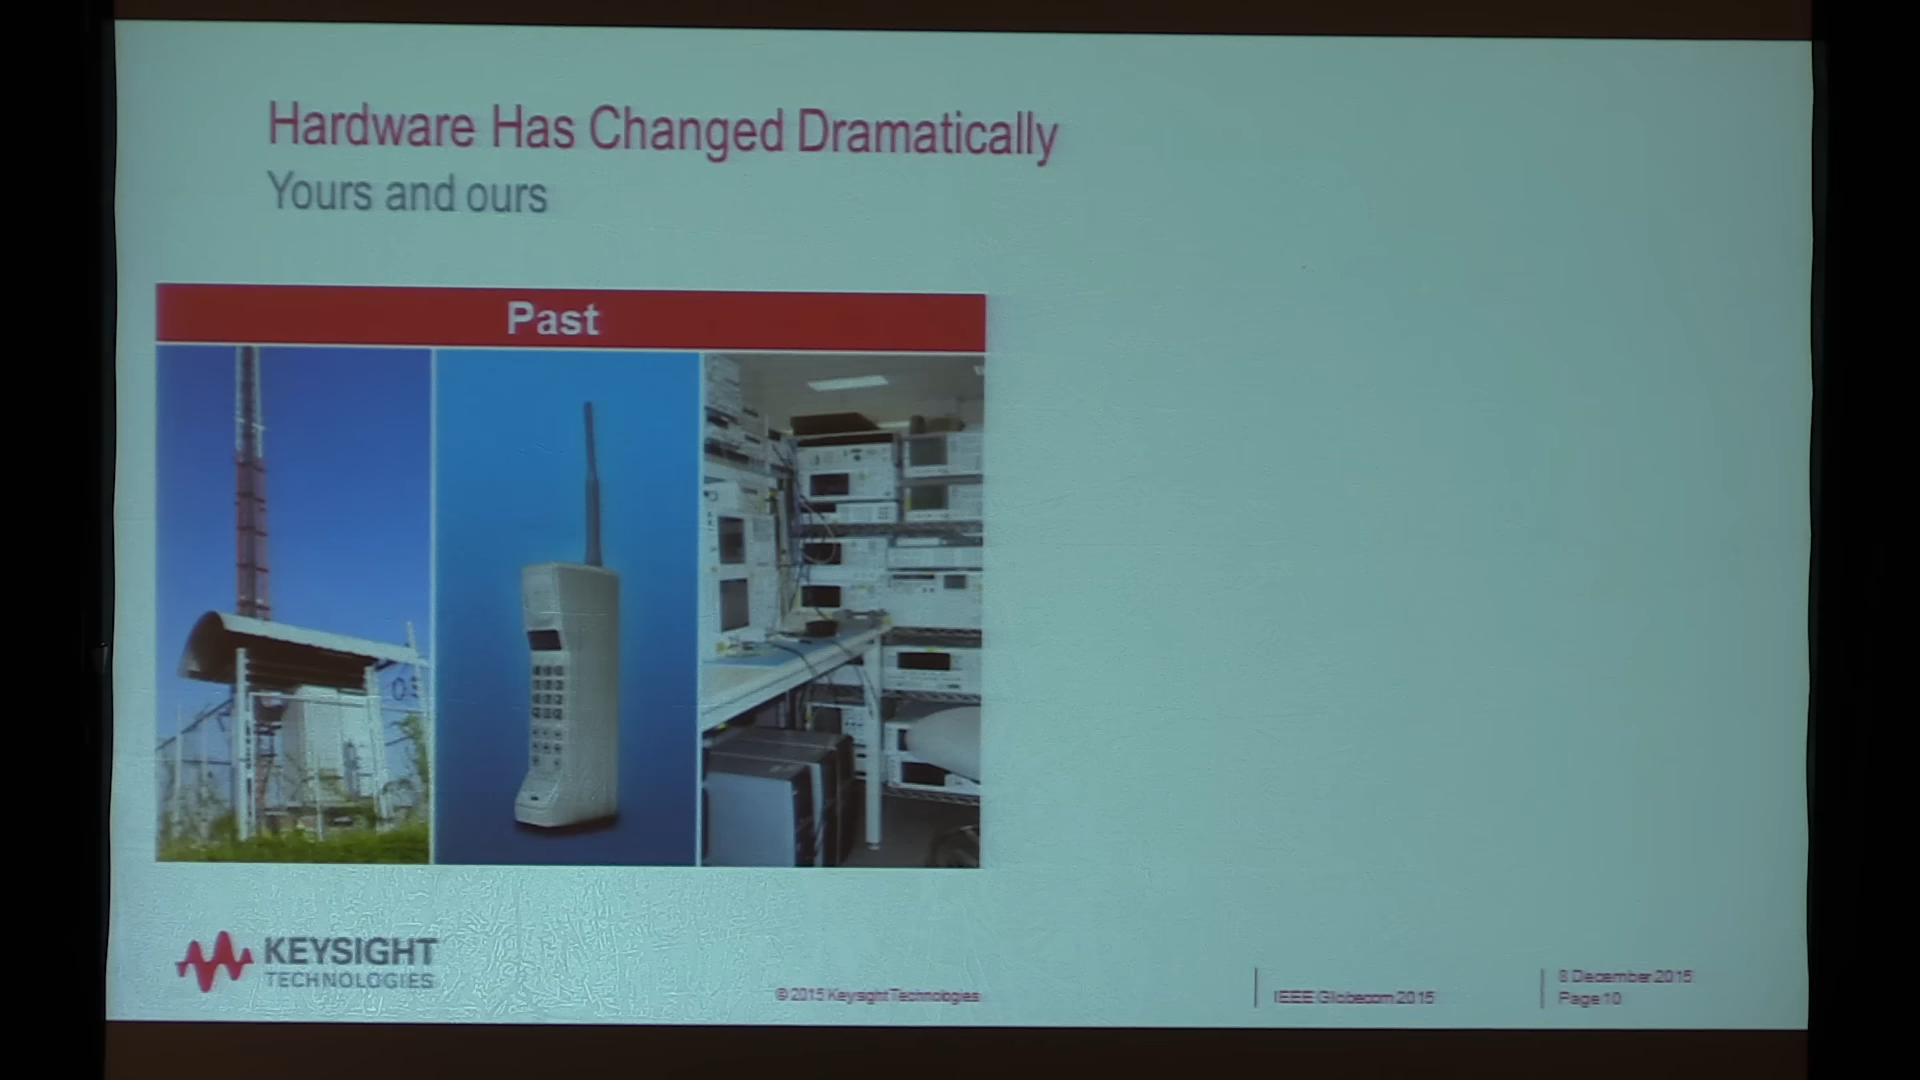 Hardware Has Changed Dramatically
Yours and ours
Past
KEYSIGHT
TECHNOLOGIES
© 2015 Keysight Technologies
IEEE Globecom 2015
8 December 2015
Page 10